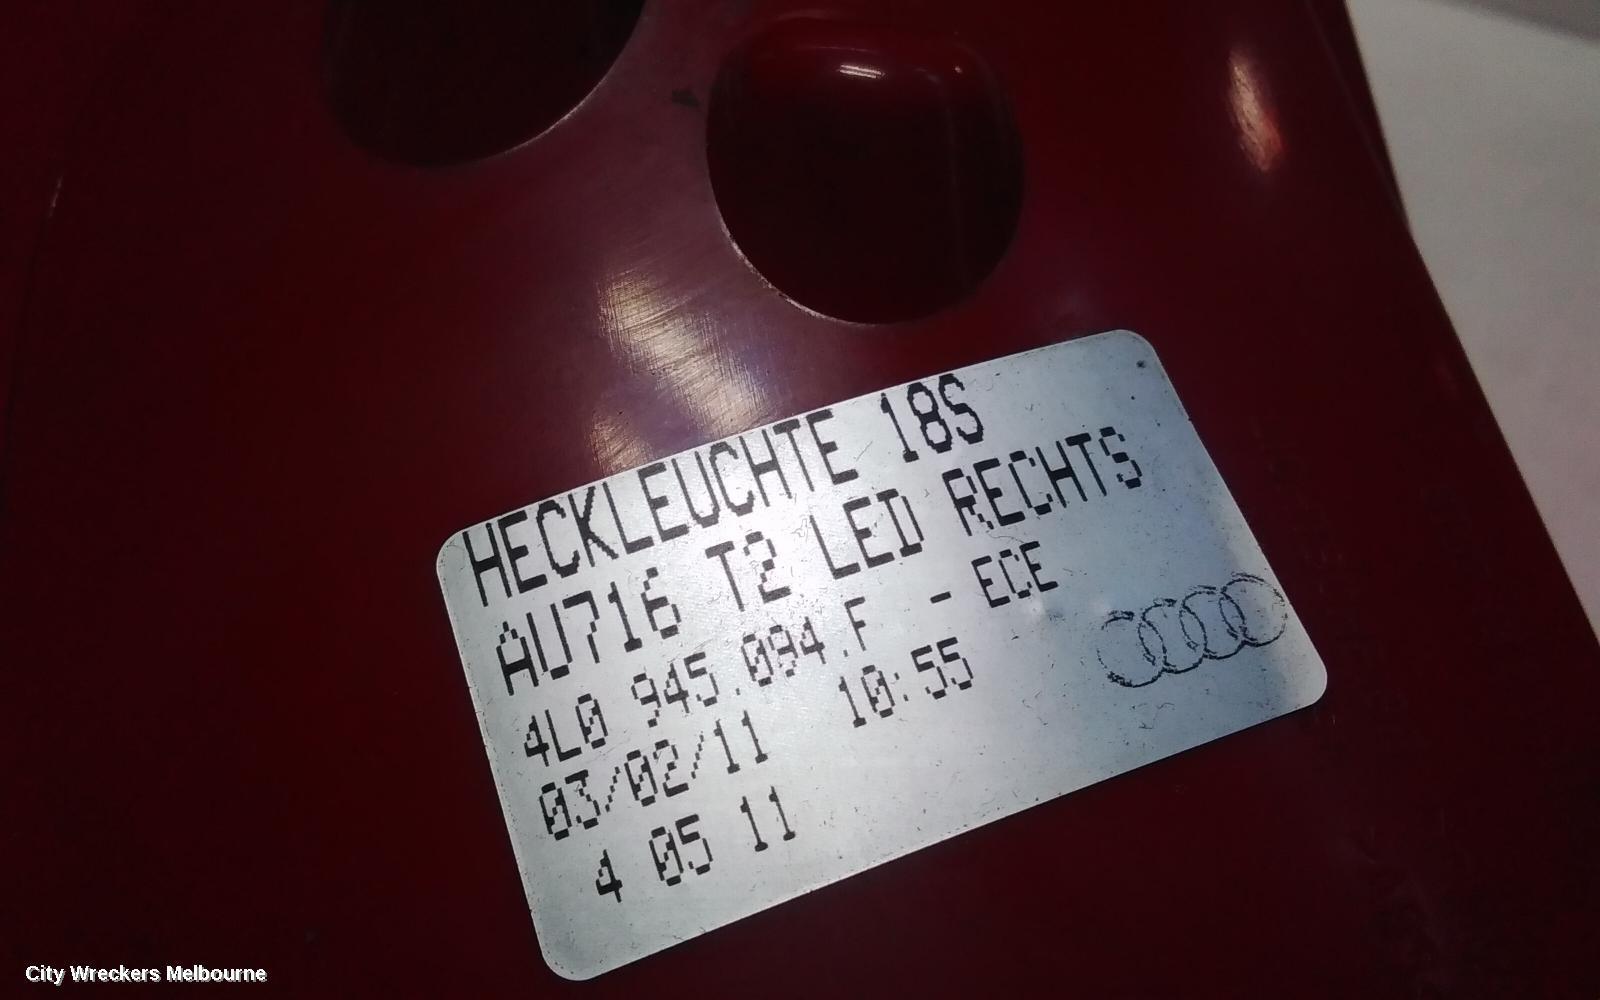 HECKLEUCHTE 18S
AU716 T2 LED RECHTS
4L0 945.094.F - ECE
03/02/11 10:55
4 05 11
City Wreckers Melbourne